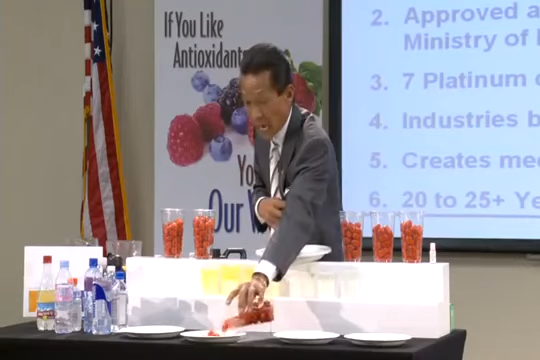 If You Like
Antioxidants
Yo
Our W
2. Approved a
Ministry of
3. 7 Platinum
4. Industries b
5. Creates me
6. 20 to 25+ Ye